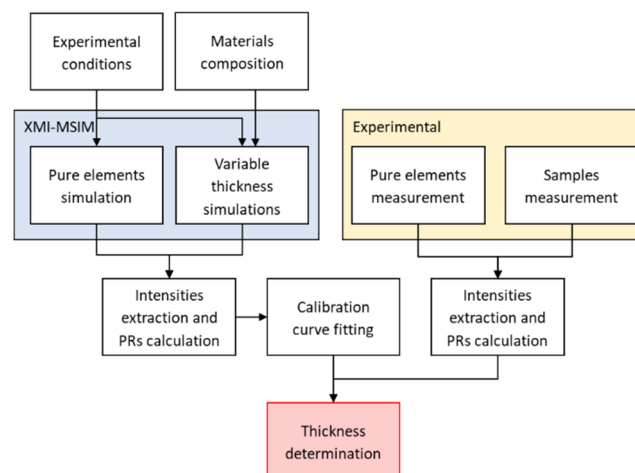 Experimental
conditions
Materials
composition
XMI-MSIM
Pure elements
simulation
Variable
thickness
simulations
Experimental
Pure elements
measurement
Samples
measurement
Intensities
extraction and
PRs calculation
Calibration
curve fitting
Intensities
extraction and
PRs calculation
Thickness
determination